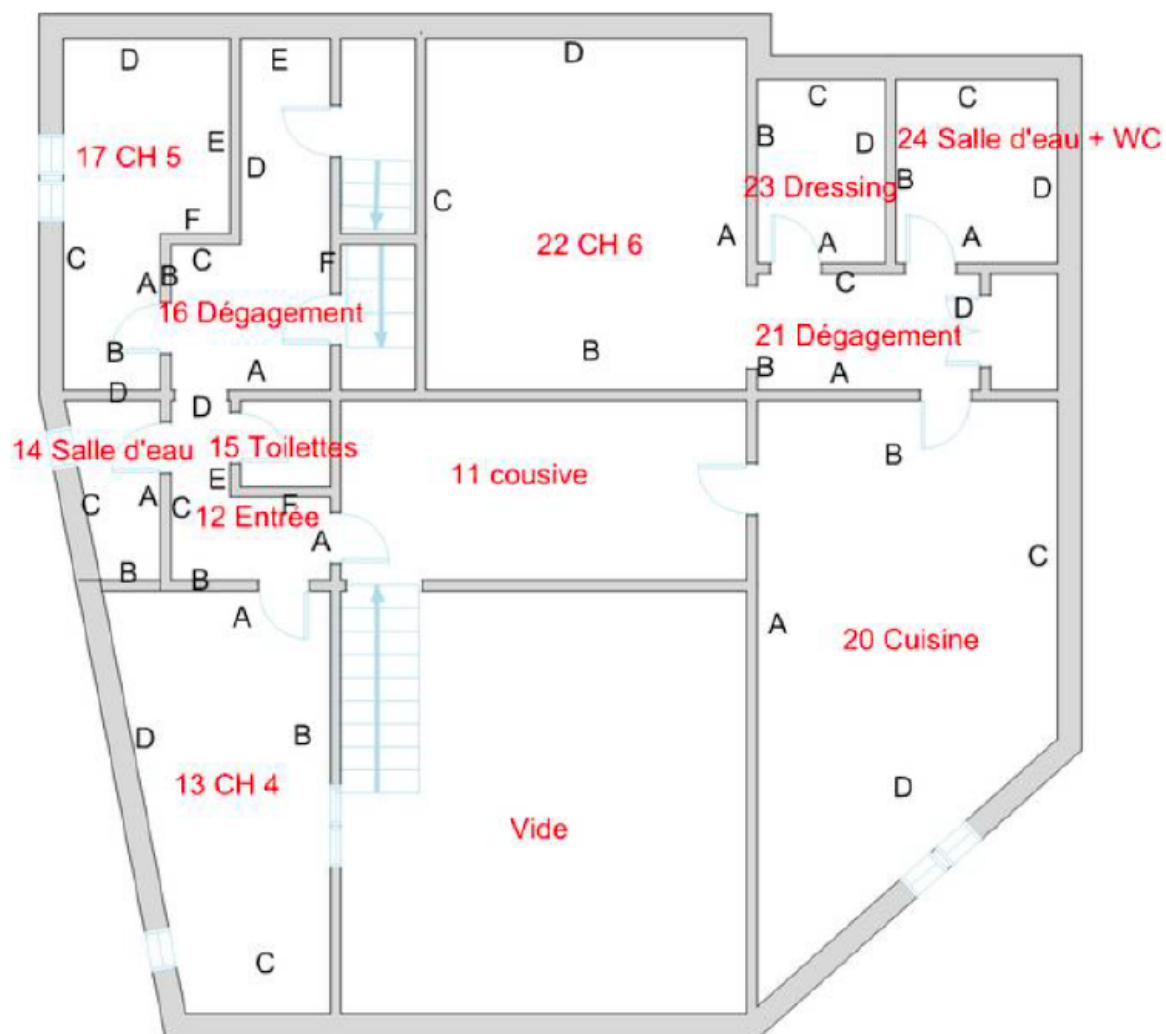 D
E
D
C
C
E
17 CH 5
D
B
D
24 Salle d'eau + WC
23 Dressing
B
D
C
F
A
22 CH 6
A
A
C
C
F
A
B
C
16 Dégagement
D
21 Dégagement
B
B
B
A
A
D
D
14 Salle d'eau
15 Toilettes
B
11 cousive
E
C
A
C
F
12 Entrée
A
C
B
B
A
A
20 Cuisine
D
B
13 CH 4
D
Vide
C